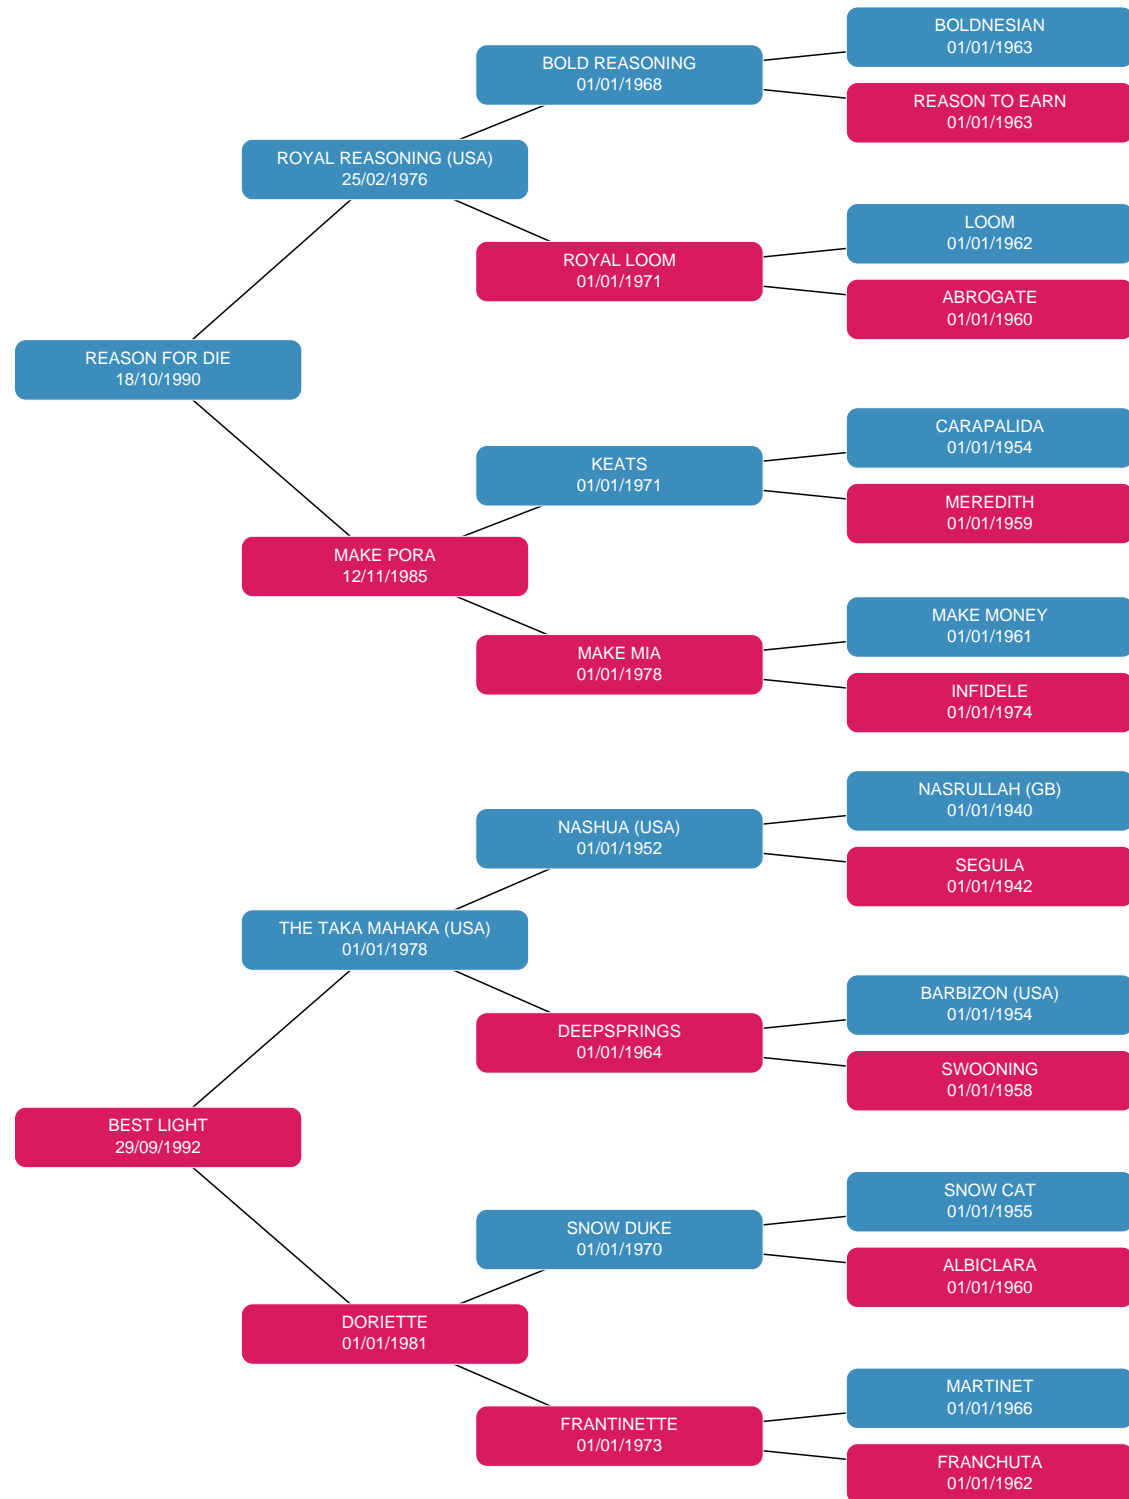 BOLDNESIAN
01/01/1963
BOLD REASONING
01/01/1968
REASON TO EARN
01/01/1963
ROYAL REASONING (USA)
25/02/1976
LOOM
01/01/1962
ROYAL LOOM
01/01/1971
ABROGATE
01/01/1960
REASON FOR DIE
18/10/1990
CARAPALIDA
01/01/1954
KEATS
01/01/1971
MEREDITH
01/01/1959
MAKE PORA
12/11/1985
MAKE MONEY
01/01/1961
MAKE MIA
01/01/1978
INFIDELE
01/01/1974
NASRULLAH (GB)
01/01/1940
NASHUA (USA)
01/01/1952
SEGULA
01/01/1942
THE TAKA MAHAKA (USA)
01/01/1978
BARBIZON (USA)
01/01/1954
DEEPSPRINGS
01/01/1964
SWOONING
01/01/1958
BEST LIGHT
29/09/1992
SNOW CAT
01/01/1955
SNOW DUKE
01/01/1970
ALBICLARA
01/01/1960
DORIETTE
01/01/1981
MARTINET
01/01/1966
FRANTINETTE
01/01/1973
FRANCHUTA
01/01/1962